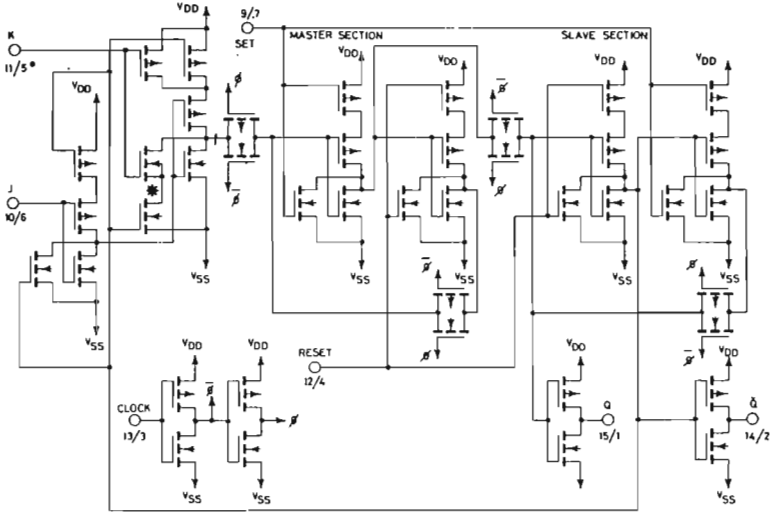 VDD
9/7
K
SET
MASTER SECTION
SLAVE SECTION
11/5*
VDD
VDD
VDD
VDD
VDD
ø
ø̅
J
10/6
*
ø̅
ø
VSS
VSS
VSS
VSS
VSS
ø̅
ø
VSS
ø
ø̅
VDD
VDD
RESET
12/4
VDD
VDD
CLOCK
13/3
ø̅
ø
Q
15/1
Q̅
14/2
VSS
VSS
VSS